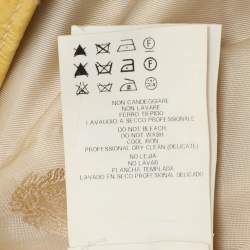 F
F
NON CANDEGGIARE
NON LAVARE
FERRO TIEPIDO
LAVAGGIO A SECCO PROFESSIONALE
DO NOT BLEACH
DO NOT WASH
COOL IRON
PROFESSIONAL DRY CLEAN (DELICATE)
NO LEJIA
NO LAVAR
PLANCHA TEMPLADA
LAVADO EN SECO PROFESIONAL DELICADO